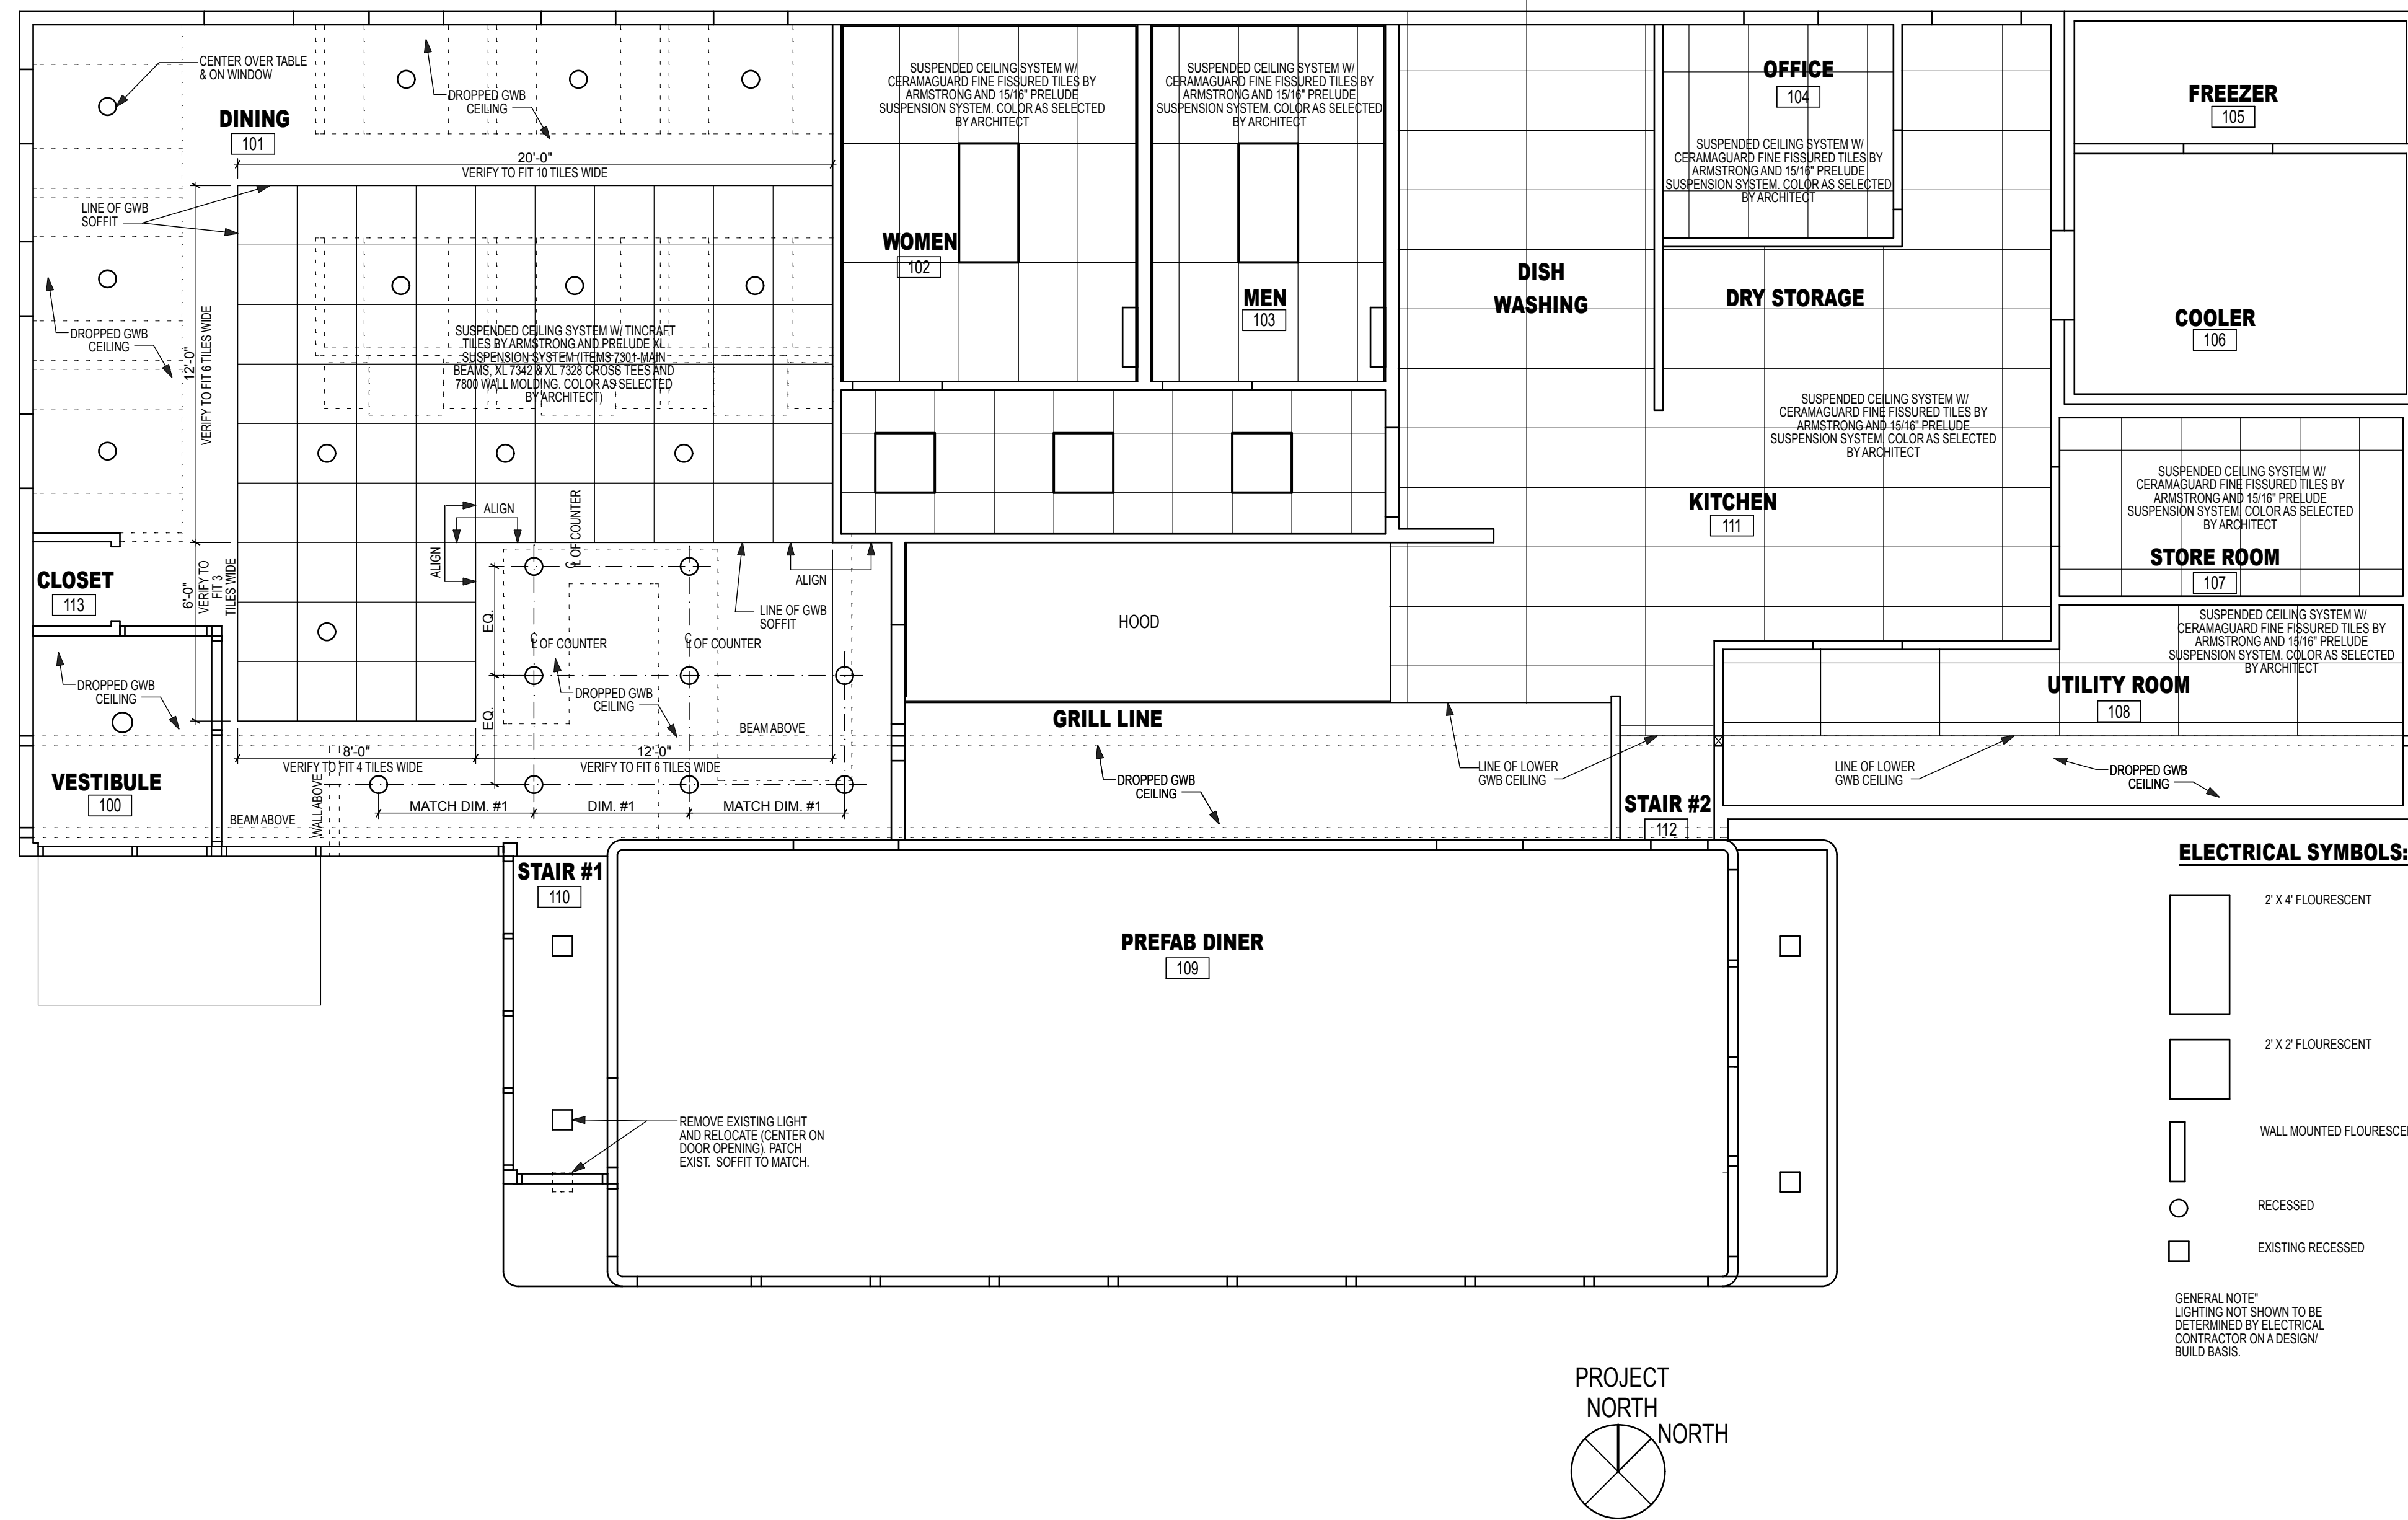 CENTER OVER TABLE
& ON WINDOW
DINING
101
DROPPED GWB
CEILING
20'-0"
VERIFY TO FIT 10 TILES WIDE
LINE OF GWB
SOFFIT
DROPPED GWB
CEILING
12'-0"
VERIFY TO FIT 6 TILES WIDE
SUSPENDED CEILING SYSTEM W/ TINCRAFT
TILES BY ARMSTRONG AND PRELUDE XL
SUSPENSION SYSTEM (ITEMS 7301-MAIN
BEAMS, XL 7342 & XL 7328 CROSS TEES AND
7800 WALL MOLDING. COLOR AS SELECTED
BY ARCHITECT)
SUSPENDED CEILING SYSTEM W/
CERAMAGUARD FINE FISSURED TILES BY
ARMSTRONG AND 15/16" PRELUDE
SUSPENSION SYSTEM. COLOR AS SELECTED
BY ARCHITECT
WOMEN
102
SUSPENDED CEILING SYSTEM W/
CERAMAGUARD FINE FISSURED TILES BY
ARMSTRONG AND 15/16" PRELUDE
SUSPENSION SYSTEM. COLOR AS SELECTED
BY ARCHITECT
MEN
103
DISH
WASHING
OFFICE
104
SUSPENDED CEILING SYSTEM W/
CERAMAGUARD FINE FISSURED TILES BY
ARMSTRONG AND 15/16" PRELUDE
SUSPENSION SYSTEM. COLOR AS SELECTED
BY ARCHITECT
DRY STORAGE
FREEZER
105
COOLER
106
SUSPENDED CEILING SYSTEM W/
CERAMAGUARD FINE FISSURED TILES BY
ARMSTRONG AND 15/16" PRELUDE
SUSPENSION SYSTEM. COLOR AS SELECTED
BY ARCHITECT
KITCHEN
111
SUSPENDED CEILING SYSTEM W/
CERAMAGUARD FINE FISSURED TILES BY
ARMSTRONG AND 15/16" PRELUDE
SUSPENSION SYSTEM. COLOR AS SELECTED
BY ARCHITECT
STORE ROOM
107
SUSPENDED CEILING SYSTEM W/
CERAMAGUARD FINE FISSURED TILES BY
ARMSTRONG AND 15/16" PRELUDE
SUSPENSION SYSTEM. COLOR AS SELECTED
BY ARCHITECT
UTILITY ROOM
108
CLOSET
113
6'-0"
VERIFY TO
FIT 3
TILES WIDE
ALIGN
ALIGN
℄ OF COUNTER
ALIGN
LINE OF GWB
SOFFIT
EQ.
℄ OF COUNTER
℄ OF COUNTER
DROPPED GWB
CEILING
EQ.
BEAM ABOVE
HOOD
GRILL LINE
DROPPED GWB
CEILING
VESTIBULE
100
8'-0"
VERIFY TO FIT 4 TILES WIDE
12'-0"
VERIFY TO FIT 6 TILES WIDE
MATCH DIM. #1
DIM. #1
MATCH DIM. #1
BEAM ABOVE
WALL ABOVE
DROPPED GWB
CEILING
LINE OF LOWER
GWB CEILING
STAIR #2
112
LINE OF LOWER
GWB CEILING
DROPPED GWB
CEILING
STAIR #1
110
PREFAB DINER
109
REMOVE EXISTING LIGHT
AND RELOCATE (CENTER ON
DOOR OPENING). PATCH
EXIST. SOFFIT TO MATCH.
ELECTRICAL SYMBOLS:
2' X 4' FLOURESCENT
2' X 2' FLOURESCENT
WALL MOUNTED FLOURESCE
RECESSED
EXISTING RECESSED
GENERAL NOTE"
LIGHTING NOT SHOWN TO BE
DETERMINED BY ELECTRICAL
CONTRACTOR ON A DESIGN/
BUILD BASIS.
PROJECT
NORTH
NORTH